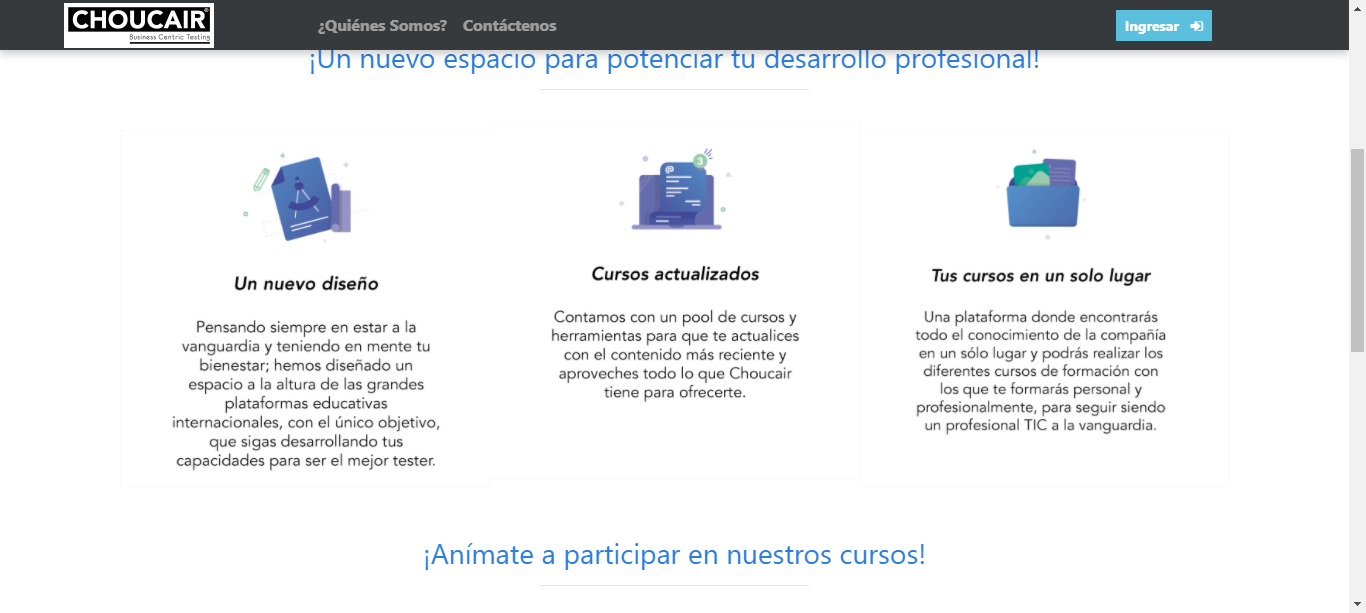 CHOUCAIR®
Business Centric Testing
¿Quiénes Somos?
Contáctenos
Ingresar
¡Un nuevo espacio para potenciar tu desarrollo profesional!
Un nuevo diseño
Pensando siempre en estar a la
vanguardia y teniendo en mente tu
bienestar; hemos diseñado un
espacio a la altura de las grandes
plataformas educativas
internacionales, con el único objetivo,
que sigas desarrollando tus
capacidades para ser el mejor tester.
@
3
Cursos actualizados
Contamos con un pool de cursos y
herramientas para que te actualices
con el contenido más reciente y
aproveches todo lo que Choucair
tiene para ofrecerte.
Tus cursos en un solo lugar
Una plataforma donde encontrarás
todo el conocimiento de la compañía
en un sólo lugar y podrás realizar los
diferentes cursos de formación con
los que te formarás personal y
profesionalmente, para seguir siendo
un profesional TIC a la vanguardia.
¡Anímate a participar en nuestros cursos!